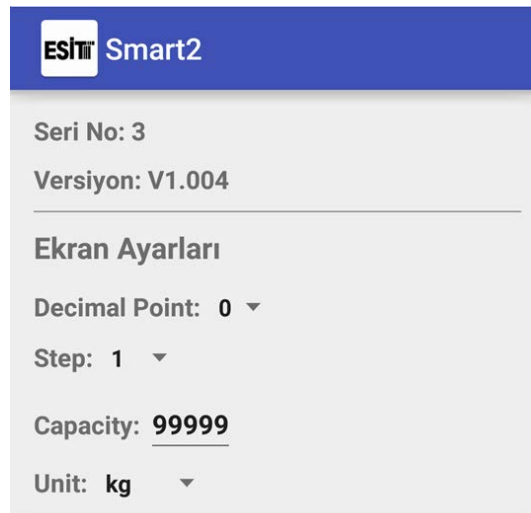 ESİT Smart2
Seri No: 3
Versiyon: V1.004
Ekran Ayarları
Decimal Point: 0
Step: 1
Capacity: 99999
Unit: kg